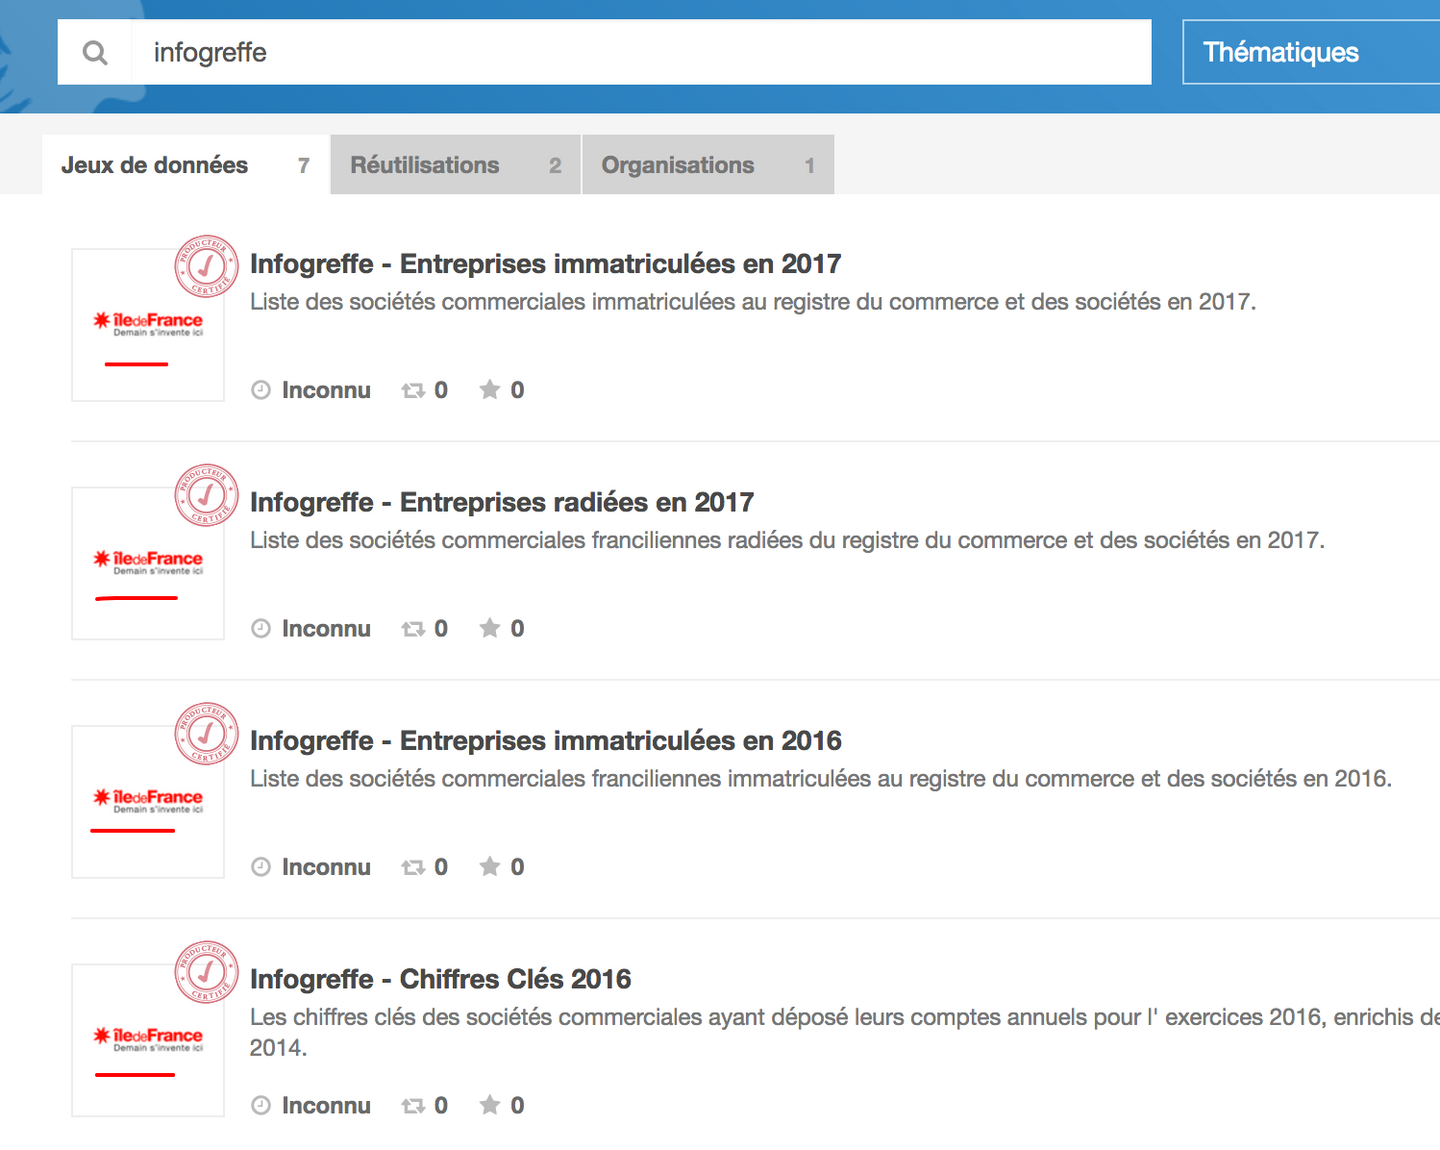 infogreffe
Thématiques
Jeux de données 7
Réutilisations 2
Organisations 1
PRODUCTEUR CERTIFIÉ
îledeFrance
Demain s'invente ici
Infogreffe - Entreprises immatriculées en 2017
Liste des sociétés commerciales immatriculées au registre du commerce et des sociétés en 2017.
Inconnu 0 0
PRODUCTEUR CERTIFIÉ
îledeFrance
Demain s'invente ici
Infogreffe - Entreprises radiées en 2017
Liste des sociétés commerciales franciliennes radiées du registre du commerce et des sociétés en 2017.
Inconnu 0 0
PRODUCTEUR CERTIFIÉ
îledeFrance
Demain s'invente ici
Infogreffe - Entreprises immatriculées en 2016
Liste des sociétés commerciales franciliennes immatriculées au registre du commerce et des sociétés en 2016.
Inconnu 0 0
PRODUCTEUR CERTIFIÉ
îledeFrance
Demain s'invente ici
Infogreffe - Chiffres Clés 2016
Les chiffres clés des sociétés commerciales ayant déposé leurs comptes annuels pour l' exercices 2016, enrichis de
2014.
Inconnu 0 0